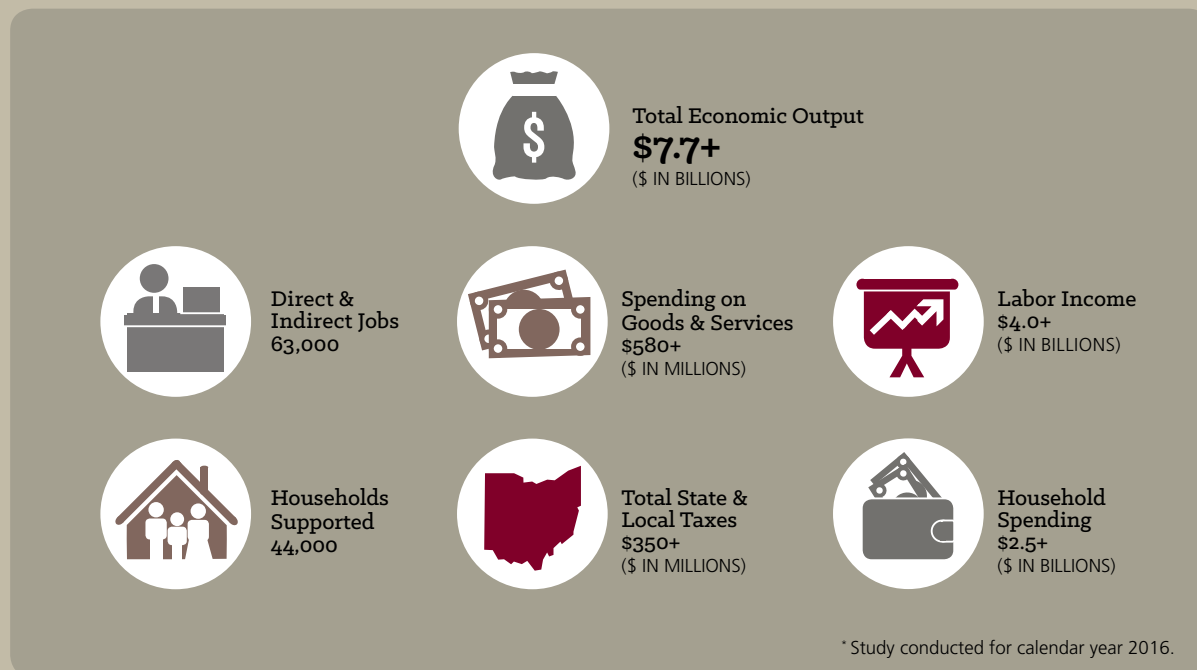 Total Economic Output
$7.7+
($ IN BILLIONS)
Direct &
Indirect Jobs
63,000
Spending on
Goods & Services
$580+
($ IN MILLIONS)
Labor Income
$4.0+
($ IN BILLIONS)
Households
Supported
44,000
Total State &
Local Taxes
$350+
($ IN MILLIONS)
Household
Spending
$2.5+
($ IN BILLIONS)
* Study conducted for calendar year 2016.